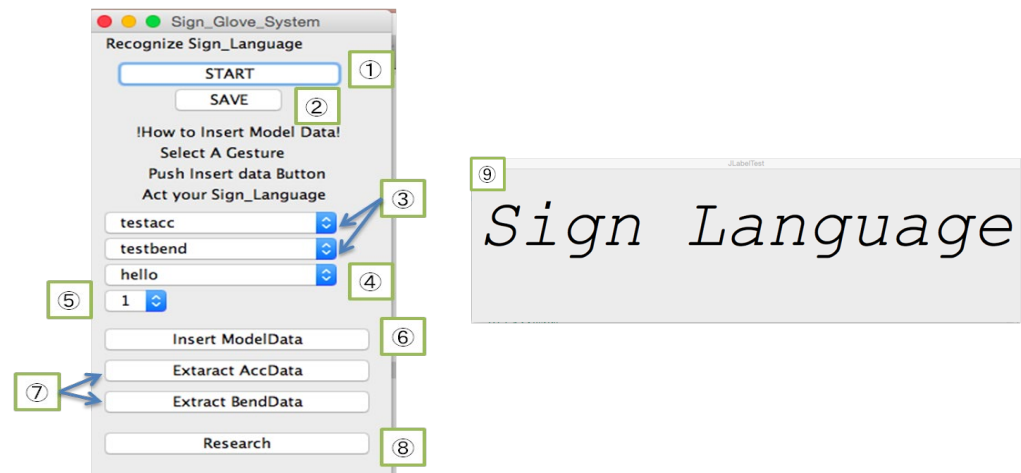 Sign_Glove_System
Recognize Sign_Language
START
①
SAVE
②
!How to Insert Model Data!
Select A Gesture
Push Insert data Button
Act your Sign_Language
③
testacc
testbend
hello
④
⑤
1
Insert ModelData
⑥
Extaract AccData
⑦
Extract BendData
Research
⑧
JLabelTest
⑨
Sign Language